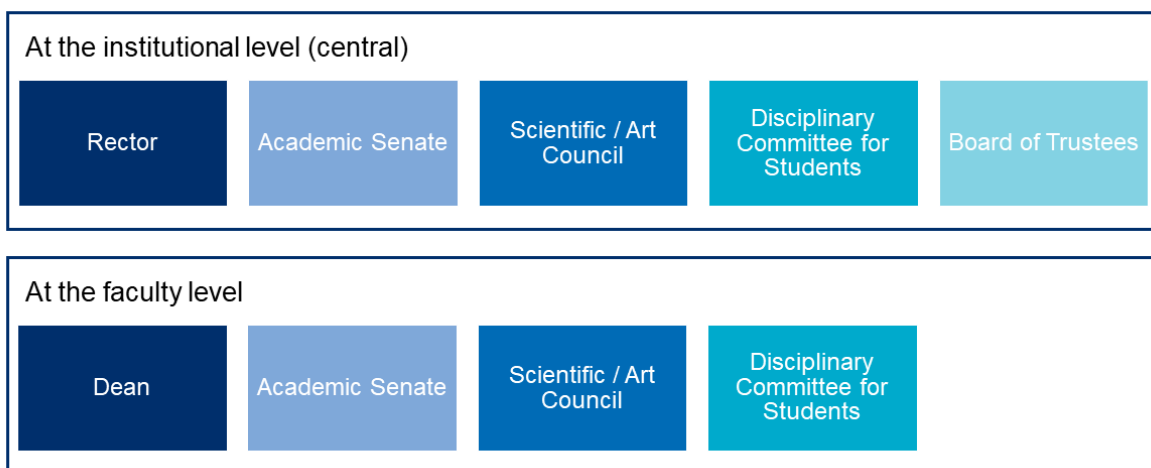 At the institutional level (central)
Rector
Academic Senate
Scientific / Art
Council
Disciplinary
Committee for
Students
Board of Trustees
At the faculty level
Dean
Academic Senate
Scientific / Art
Council
Disciplinary
Committee for
Students